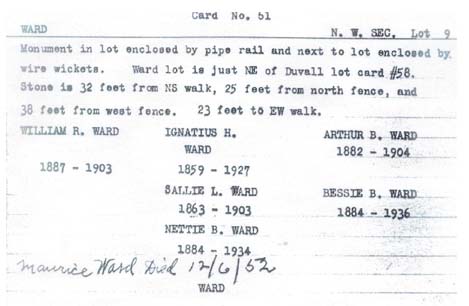 Card No. 51
WARD N. W. SEC. Lot 9
Monument in lot enclosed by pipe rail and next to lot enclosed by
wire wickets. Ward lot is just NE of Duvall lot card #58.
Stone is 32 feet from NS walk, 25 feet from north fence, and
38 feet from west fence. 23 feet to EW walk.
WILLIAM R. WARD IGNATIUS H. ARTHUR B. WARD
WARD 1882 - 1904
1887 - 1903 1859 - 1927
SALLIE L. WARD BESSIE B. WARD
1863 - 1903 1884 - 1936
NETTIE B. WARD
1884 - 1934
Maurice Ward Died 12/6/52
WARD